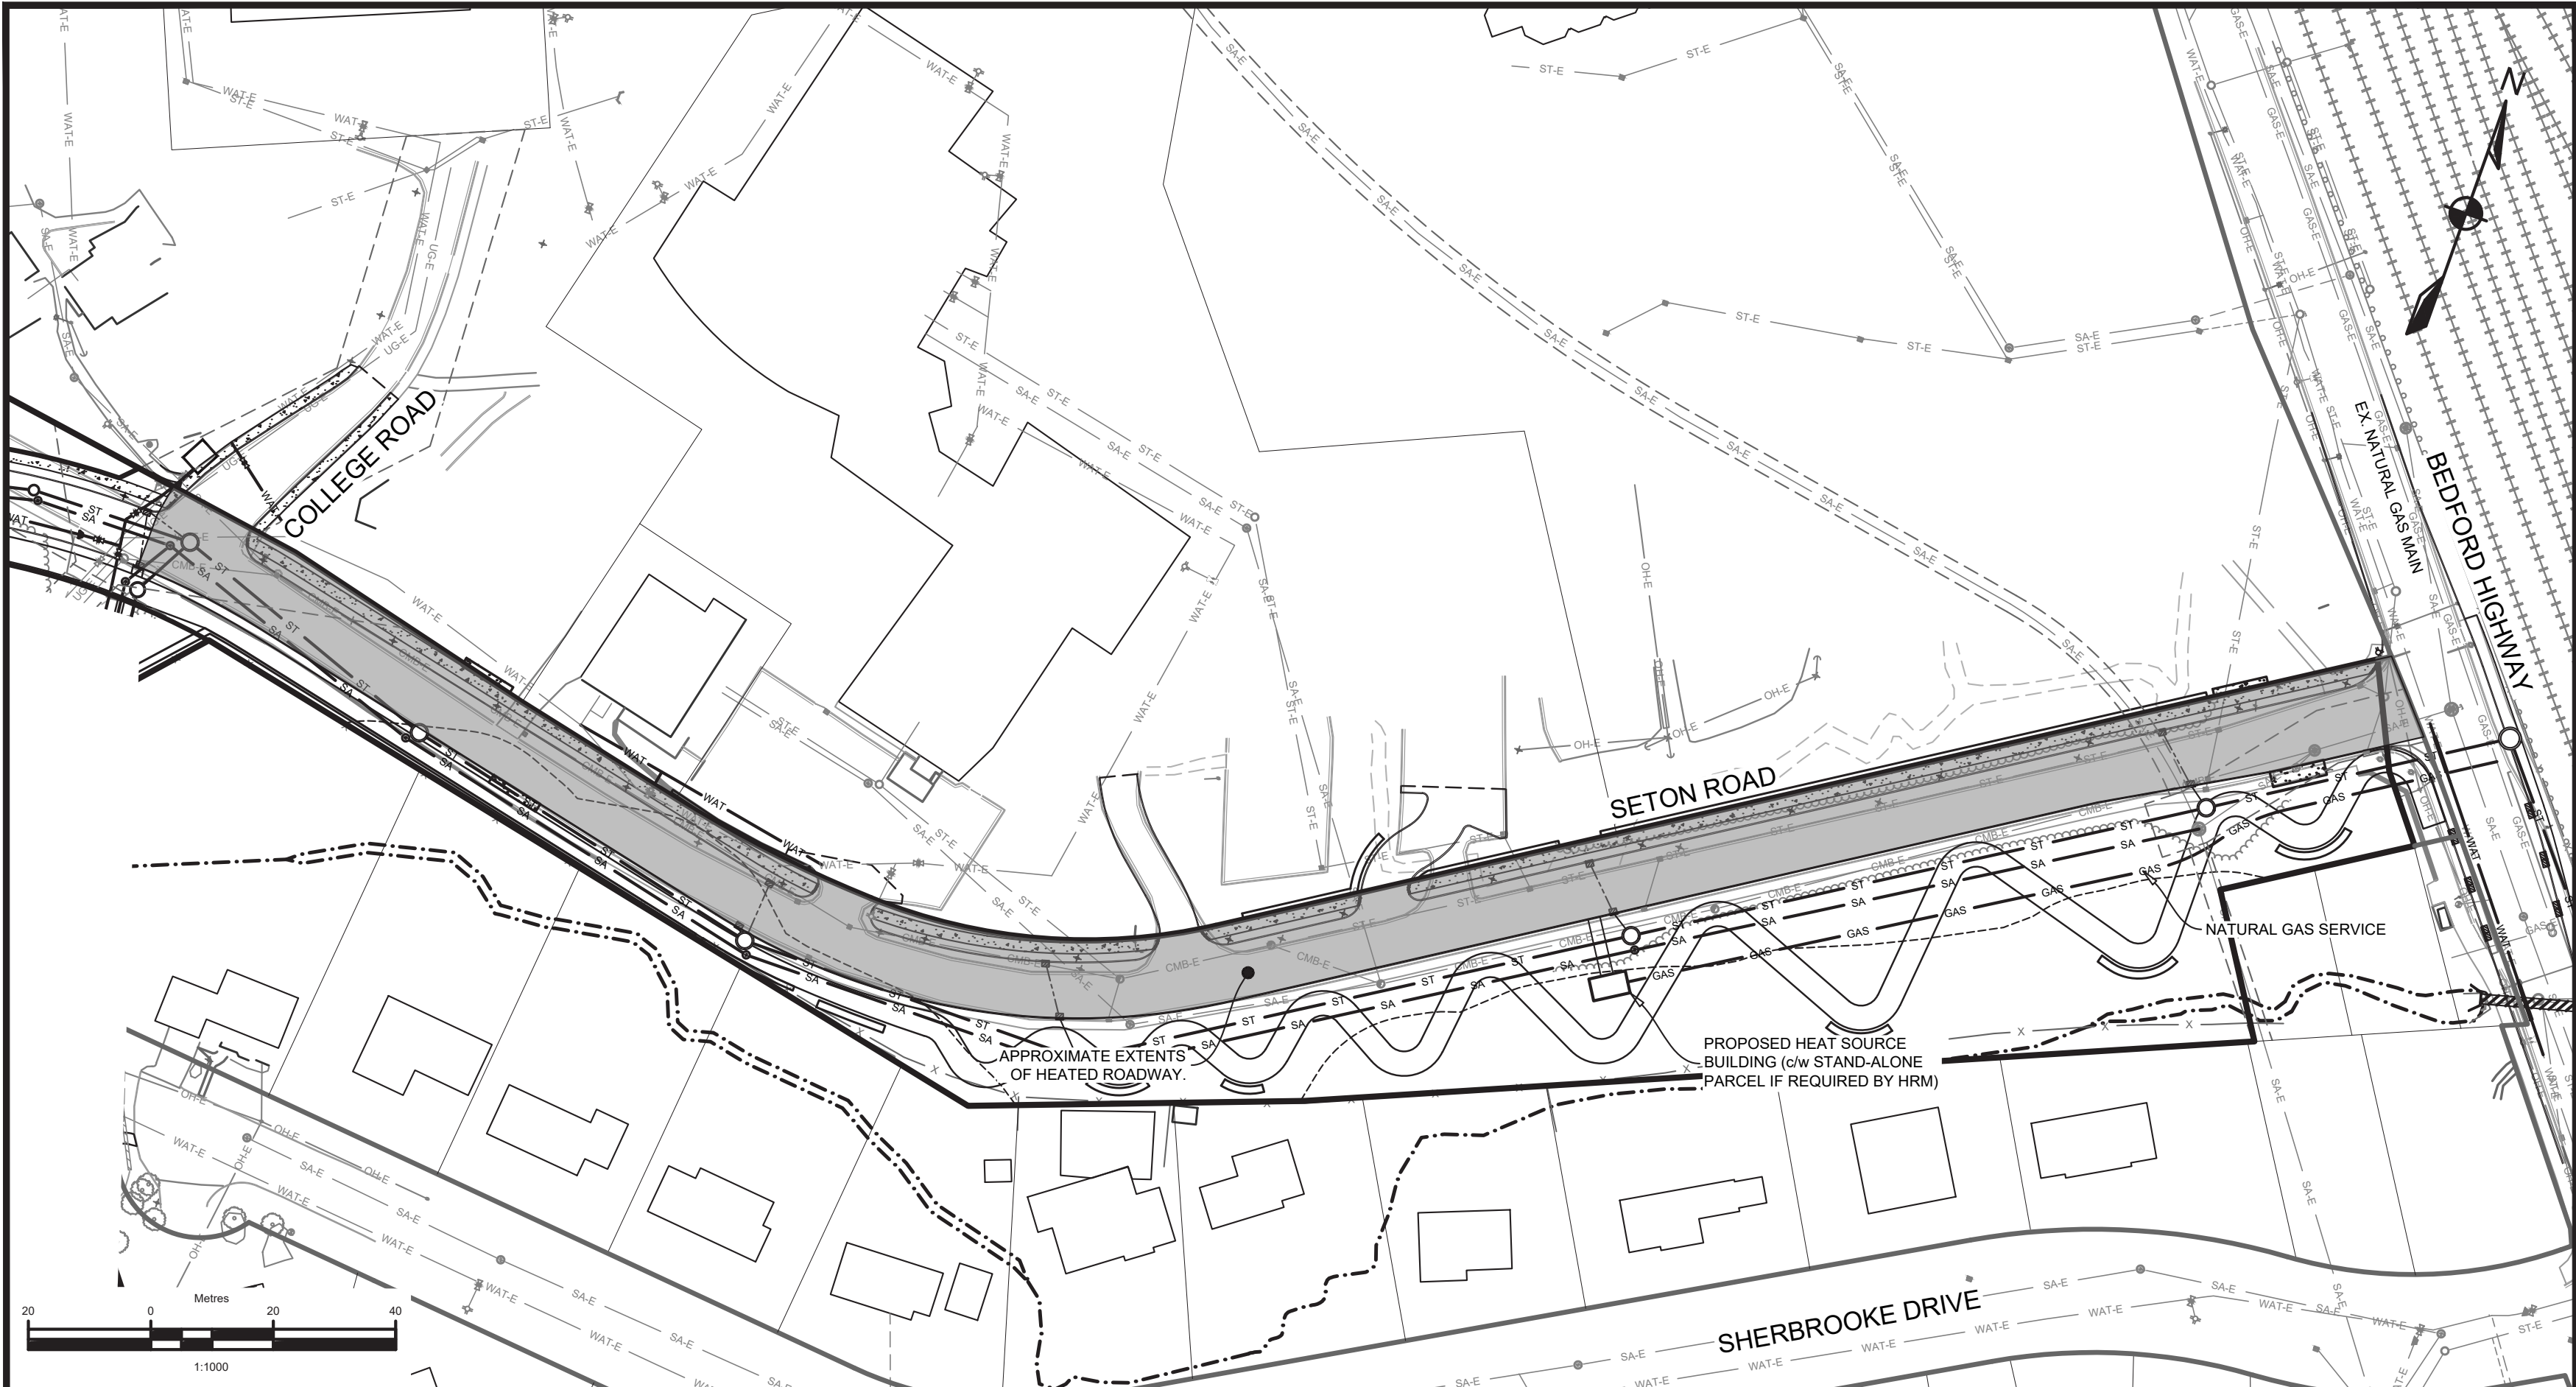 N
COLLEGE ROAD
EX. NATURAL GAS MAIN
BEDFORD HIGHWAY
SETON ROAD
NATURAL GAS SERVICE
APPROXIMATE EXTENTS
OF HEATED ROADWAY.
PROPOSED HEAT SOURCE
BUILDING (c/w STAND-ALONE
PARCEL IF REQUIRED BY HRM)
SHERBROOKE DRIVE
Metres
20 0 20 40
1:1000
WAT-E
ST-E
SA-E
UG-E
OH-E
GAS-E
CMB-E
WAT
ST
SA
GAS
X